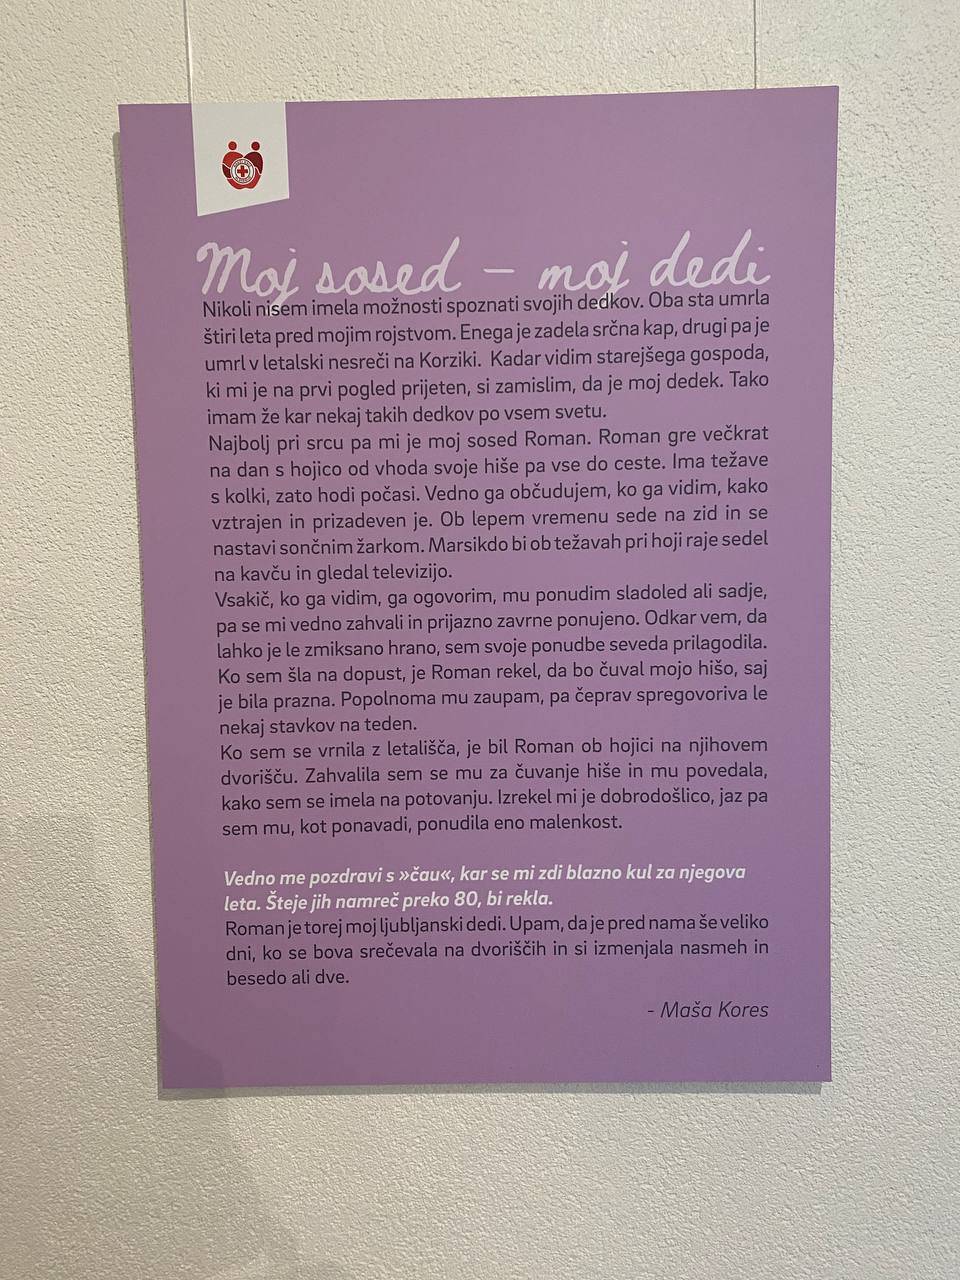 Moj sosed – moj dedi
Nikoli nisem imela možnosti spoznati svojih dedkov. Oba sta umrla
štiri leta pred mojim rojstvom. Enega je zadela srčna kap, drugi pa je
umrl v letalski nesreči na Korziki. Kadar vidim starejšega gospoda,
ki mi je na prvi pogled prijeten, si zamislim, da je moj dedek. Tako
imam že kar nekaj takih dedkov po vsem svetu.
Najbolj pri srcu pa mi je moj sosed Roman. Roman gre večkrat
na dan s hojico od vhoda svoje hiše pa vse do ceste. Ima težave
s kolki, zato hodi počasi. Vedno ga občudujem, ko ga vidim, kako
vztrajen in prizadeven je. Ob lepem vremenu sede na zid in se
nastavi sončnim žarkom. Marsikdo bi ob težavah pri hoji raje sedel
na kavču in gledal televizijo.
Vsakič, ko ga vidim, ga ogovorim, mu ponudim sladoled ali sadje,
pa se mi vedno zahvali in prijazno zavrne ponujeno. Odkar vem, da
lahko je le zmiksano hrano, sem svoje ponudbe seveda prilagodila.
Ko sem šla na dopust, je Roman rekel, da bo čuval mojo hišo, saj
je bila prazna. Popolnoma mu zaupam, pa čeprav spregovoriva le
nekaj stavkov na teden.
Ko sem se vrnila z letališča, je bil Roman ob hojici na njihovem
dvorišču. Zahvalila sem se mu za čuvanje hiše in mu povedala,
kako sem se imela na potovanju. Izrekel mi je dobrodošlico, jaz pa
sem mu, kot ponavadi, ponudila eno malenkost.
Vedno me pozdravi s »čau«, kar se mi zdi blazno kul za njegova
leta. Šteje jih namreč preko 80, bi rekla.
Roman je torej moj ljubljanski dedi. Upam, da je pred nama še veliko
dni, ko se bova srečevala na dvoriščih in si izmenjala nasmeh in
besedo ali dve.
- Maša Kores